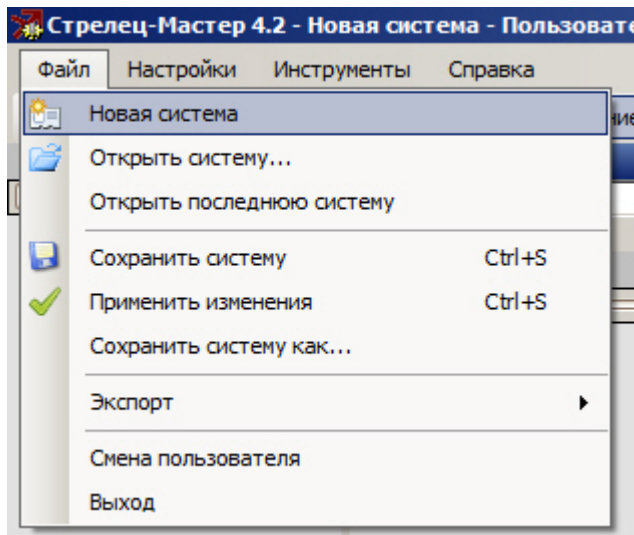 Стрелец-Мастер 4.2 - Новая система - Пользовате
Файл Настройки Инструменты Справка
Новая система
Открыть систему...
Открыть последнюю систему
Сохранить систему Ctrl+S
Применить изменения Ctrl+S
Сохранить систему как...
Экспорт
Смена пользователя
Выход